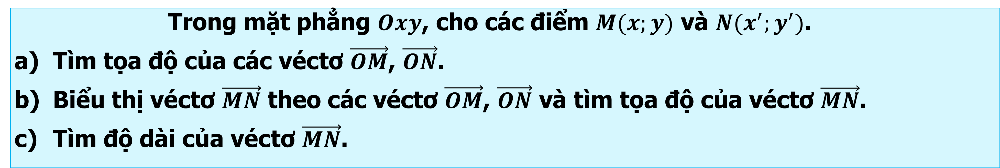 Trong mặt phẳng Oxy, cho các điểm M(x; y) và N(x′; y′).
a) Tìm tọa độ của các véctơ $\overrightarrow{OM}$, $\overrightarrow{ON}$.
b) Biểu thị véctơ $\overrightarrow{MN}$ theo các véctơ $\overrightarrow{OM}$, $\overrightarrow{ON}$ và tìm tọa độ của véctơ $\overrightarrow{MN}$.
c) Tìm độ dài của véctơ $\overrightarrow{MN}$.